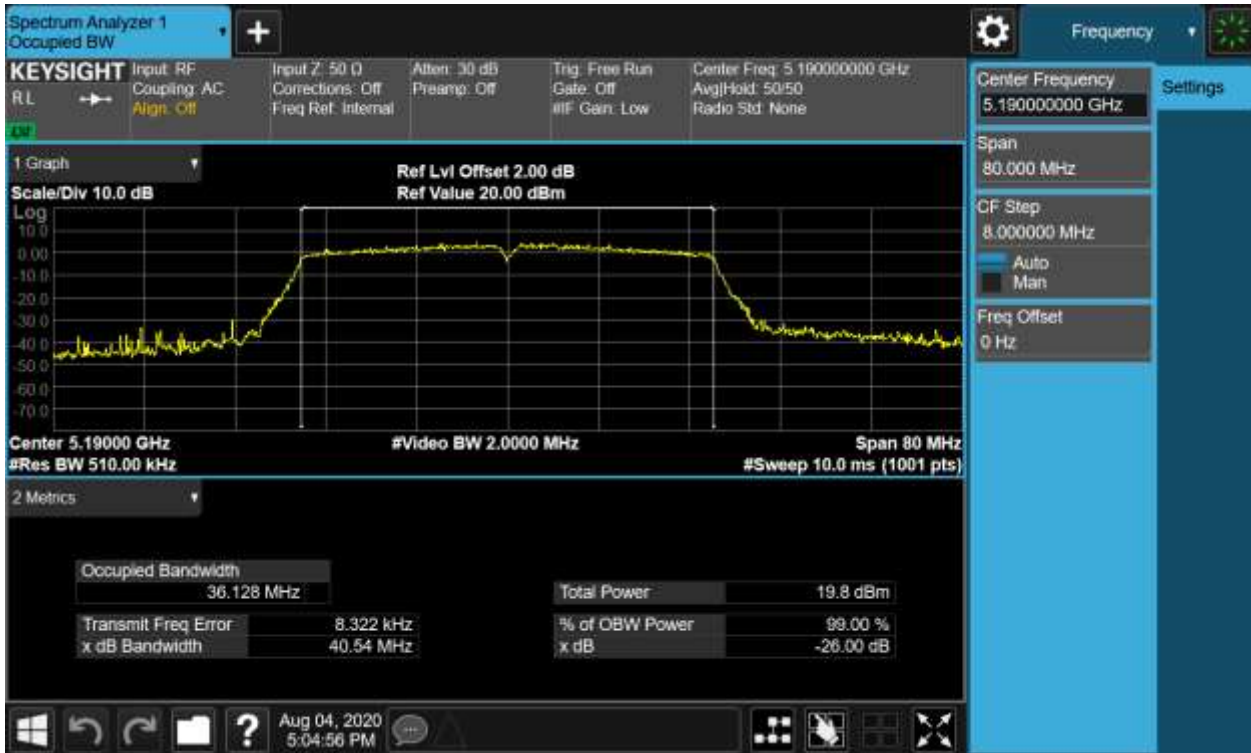 Spectrum Analyzer 1
Occupied BW
Frequency
KEYSIGHT
RL
Input: RF
Coupling: AC
Align: Off
Input Z: 50 Ω
Corrections: Off
Freq Ref: Internal
Atten: 30 dB
Preamp: Off
Trig: Free Run
Gate: Off
#IF Gain: Low
Center Freq: 5.190000000 GHz
Avg|Hold: 50/50
Radio Std: None
Center Frequency
5.190000000 GHz
Settings
Span
80.000 MHz
CF Step
8.000000 MHz
Auto
Man
Freq Offset
0 Hz
1 Graph
Scale/Div 10.0 dB
Ref Lvl Offset 2.00 dB
Ref Value 20.00 dBm
Log
10.0
0.00
-10.0
-20.0
-30.0
-40.0
-50.0
-60.0
-70.0
Center 5.19000 GHz
#Video BW 2.0000 MHz
Span 80 MHz
#Res BW 510.00 kHz
#Sweep 10.0 ms (1001 pts)
2 Metrics
Occupied Bandwidth
36.128 MHz
Total Power 19.8 dBm
Transmit Freq Error 8.322 kHz
% of OBW Power 99.00 %
x dB Bandwidth 40.54 MHz
x dB -26.00 dB
?
Aug 04, 2020
5:04:56 PM